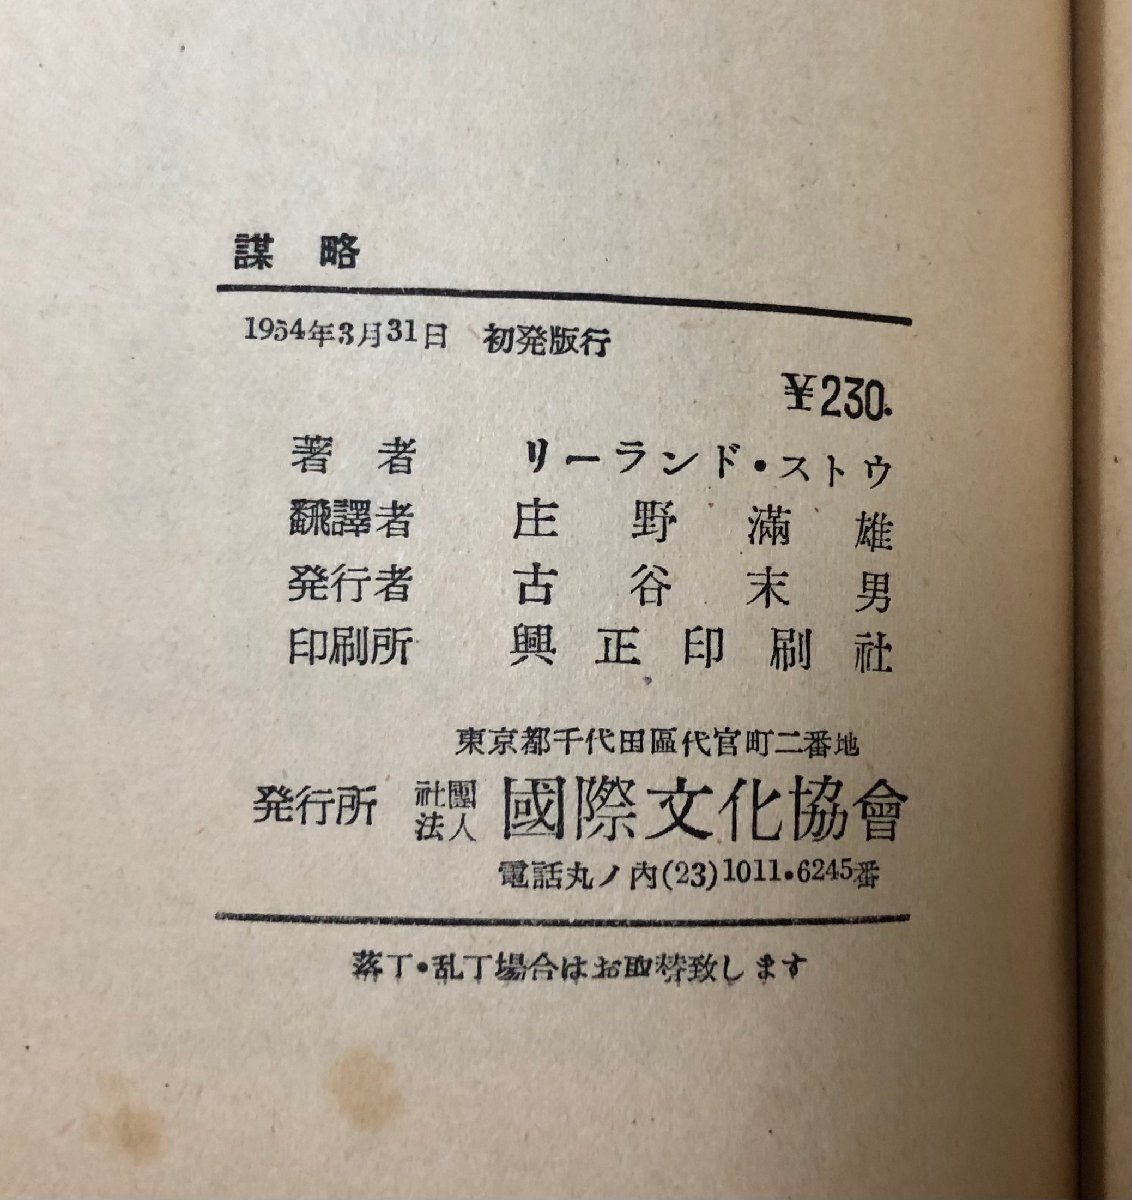 謀略
1954年3月31日 初発版行
¥230.
著者 リーランド・ストウ
飜譯者 庄野滿雄
発行者 古谷末男
印刷所 興正印刷社
東京都千代田區代官町二番地
発行所 社團法人 國際文化協會
電話丸ノ内(23)1011・6245番
落丁・乱丁場合はお取替致します